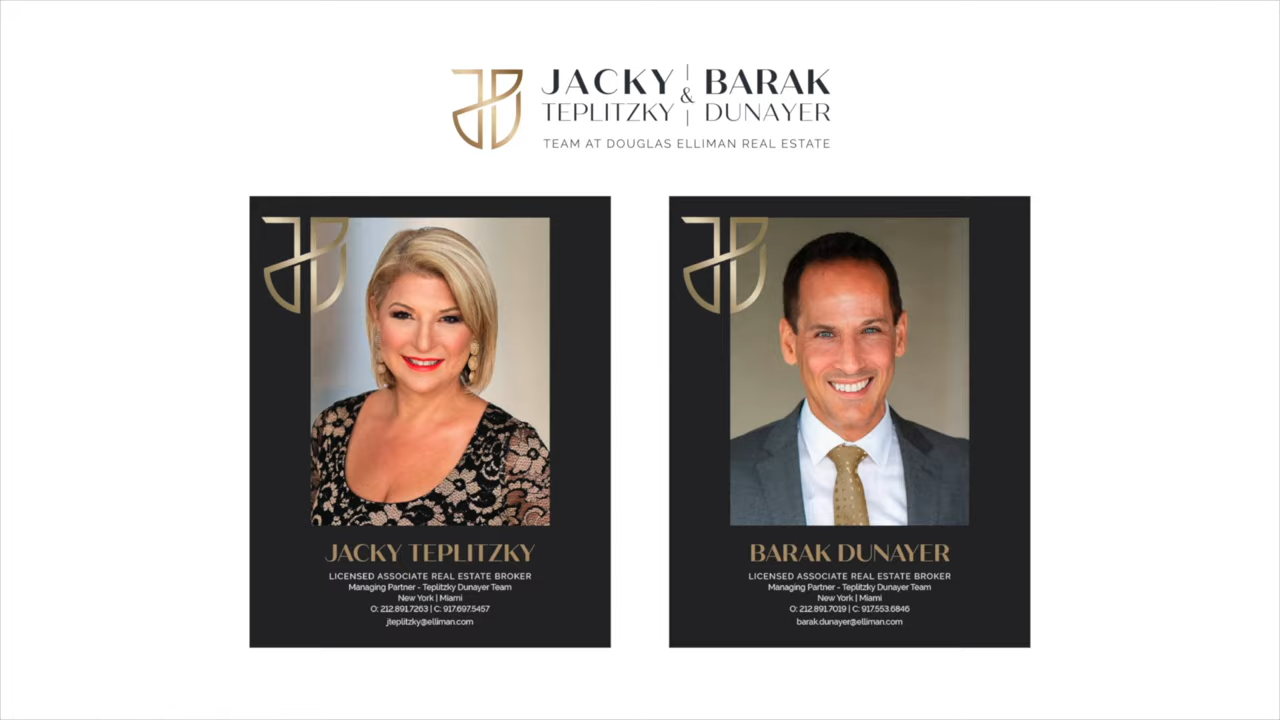 JACKY & BARAK
TEPLITZKY DUNAYER
TEAM AT DOUGLAS ELLIMAN REAL ESTATE
JACKY TEPLITZKY
LICENSED ASSOCIATE REAL ESTATE BROKER
Managing Partner - Teplitzky Dunayer Team
New York | Miami
O: 212.891.7263 | C: 917.697.5457
jteplitzky@elliman.com
BARAK DUNAYER
LICENSED ASSOCIATE REAL ESTATE BROKER
Managing Partner - Teplitzky Dunayer Team
New York | Miami
O: 212.891.7019 | C: 917.553.6846
barak.dunayer@elliman.com